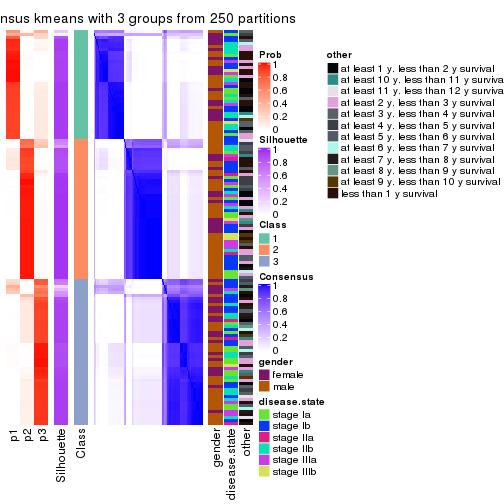 nsus kmeans with 3 groups from 250 partitions
Prob
1
0.8
0.6
0.4
0.2
0
Silhouette
1
0.8
0.6
0.4
0.2
0
Class
1
2
3
Consensus
1
0.8
0.6
0.4
0.2
0
gender
female
male
disease.state
stage Ia
stage Ib
stage IIa
stage IIb
stage IIIa
stage IIIb
other
at least 1 y. less than 2 y survival
at least 10 y. less than 11 y surviva
at least 11 y. less than 12 y surviva
at least 2 y. less than 3 y survival
at least 3 y. less than 4 y survival
at least 4 y. less than 5 y survival
at least 5 y. less than 6 y survival
at least 6 y. less than 7 y survival
at least 7 y. less than 8 y survival
at least 8 y. less than 9 y survival
at least 9 y. less than 10 y survival
less than 1 y survival
p1
p2
p3
Silhouette
Class
gender
disease.state
other